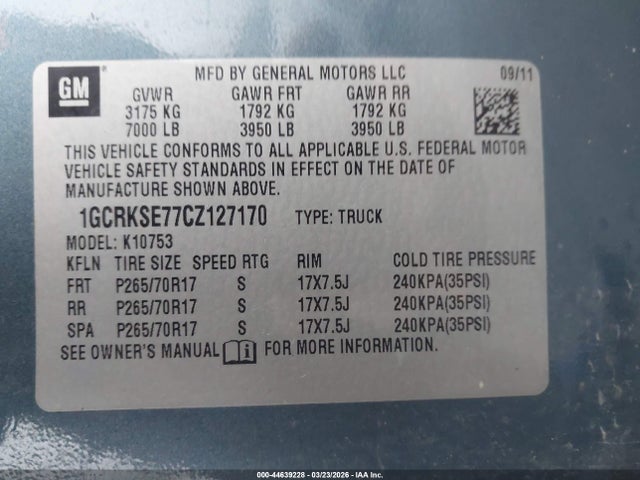 GM
MFD BY GENERAL MOTORS LLC 09/11
GVWR GAWR FRT GAWR RR
3175 KG 1792 KG 1792 KG
7000 LB 3950 LB 3950 LB
THIS VEHICLE CONFORMS TO ALL APPLICABLE U.S. FEDERAL MOTOR
VEHICLE SAFETY STANDARDS IN EFFECT ON THE DATE OF
MANUFACTURE SHOWN ABOVE.
1GCRKSE77CZ127170 TYPE: TRUCK
MODEL: K10753
KFLN TIRE SIZE SPEED RTG RIM COLD TIRE PRESSURE
FRT P265/70R17 S 17X7.5J 240KPA(35PSI)
RR P265/70R17 S 17X7.5J 240KPA(35PSI)
SPA P265/70R17 S 17X7.5J 240KPA(35PSI)
SEE OWNER'S MANUAL FOR MORE INFORMATION.
000-44639228 - 03/23/2026 - IAA Inc.